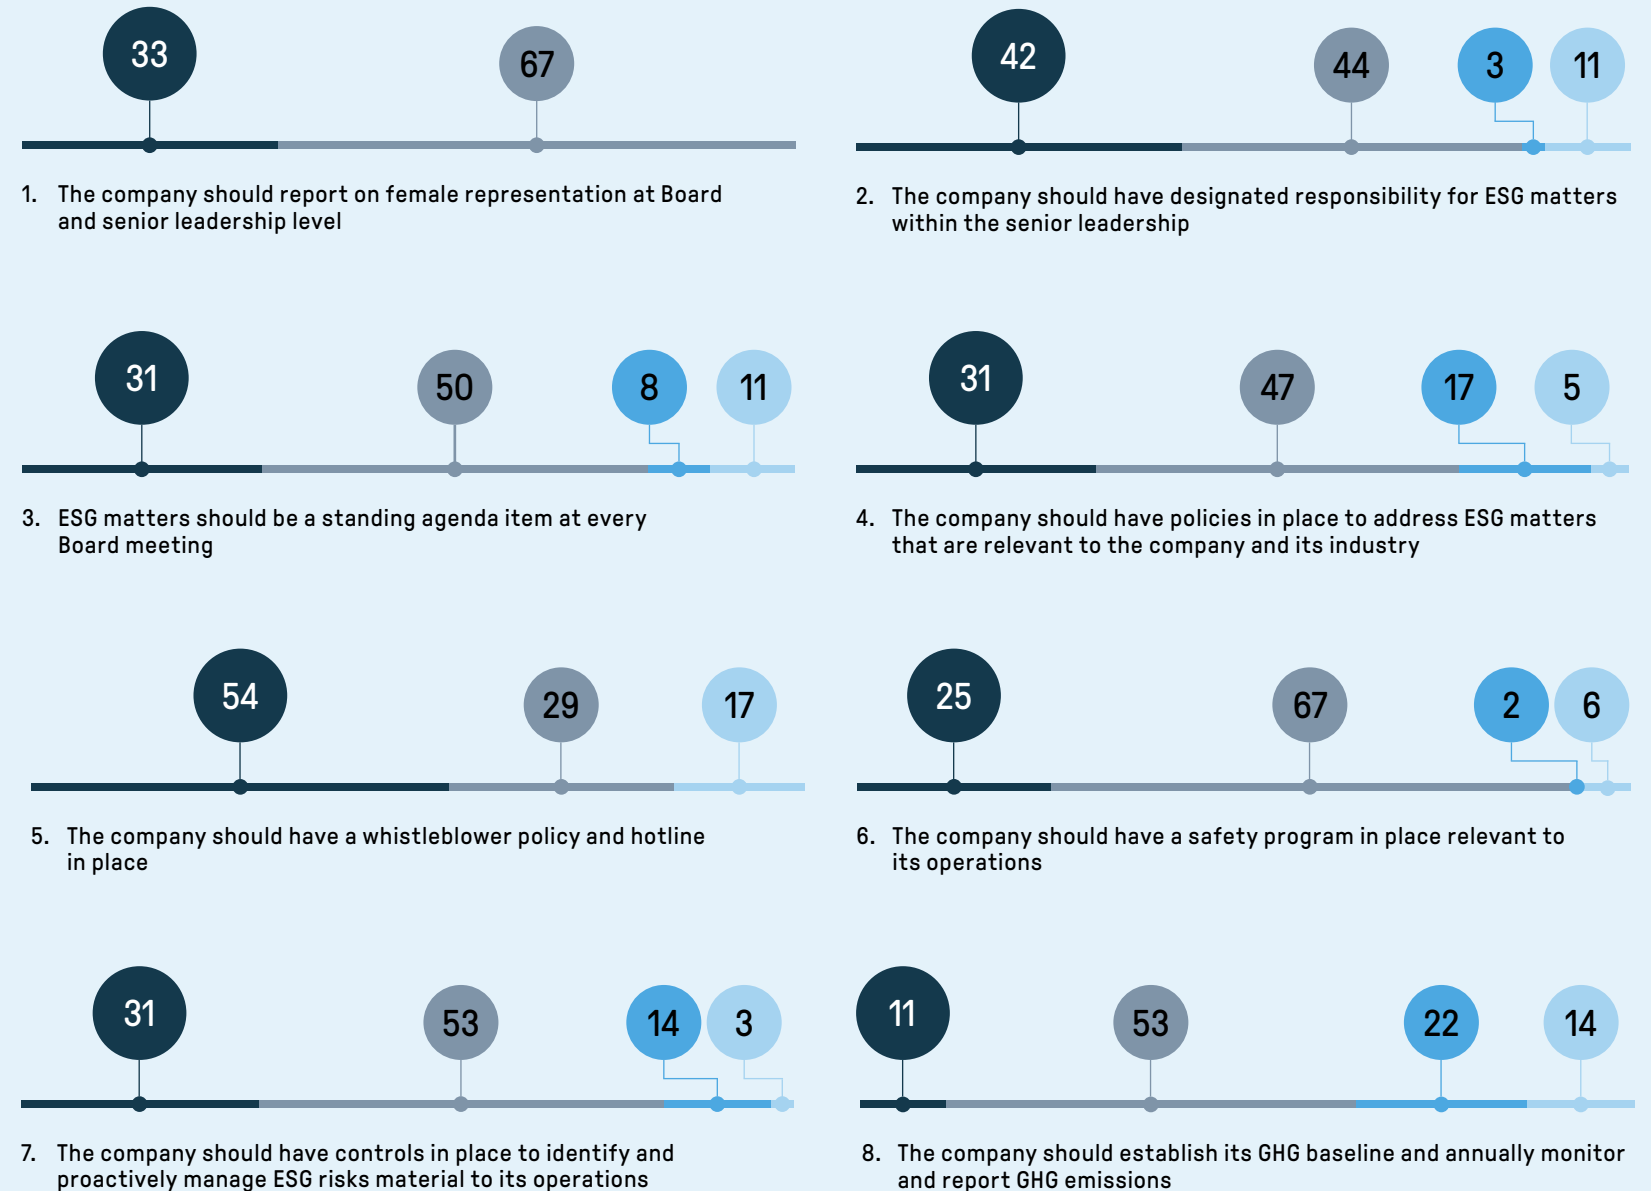 33
67
1. The company should report on female representation at Board
and senior leadership level
42
44
3
11
2. The company should have designated responsibility for ESG matters
within the senior leadership
31
50
8
11
3. ESG matters should be a standing agenda item at every
Board meeting
31
47
17
5
4. The company should have policies in place to address ESG matters
that are relevant to the company and its industry
54
29
17
5. The company should have a whistleblower policy and hotline
in place
25
67
2
6
6. The company should have a safety program in place relevant to
its operations
31
53
14
3
7. The company should have controls in place to identify and
proactively manage ESG risks material to its operations
11
53
22
14
8. The company should establish its GHG baseline and annually monitor
and report GHG emissions